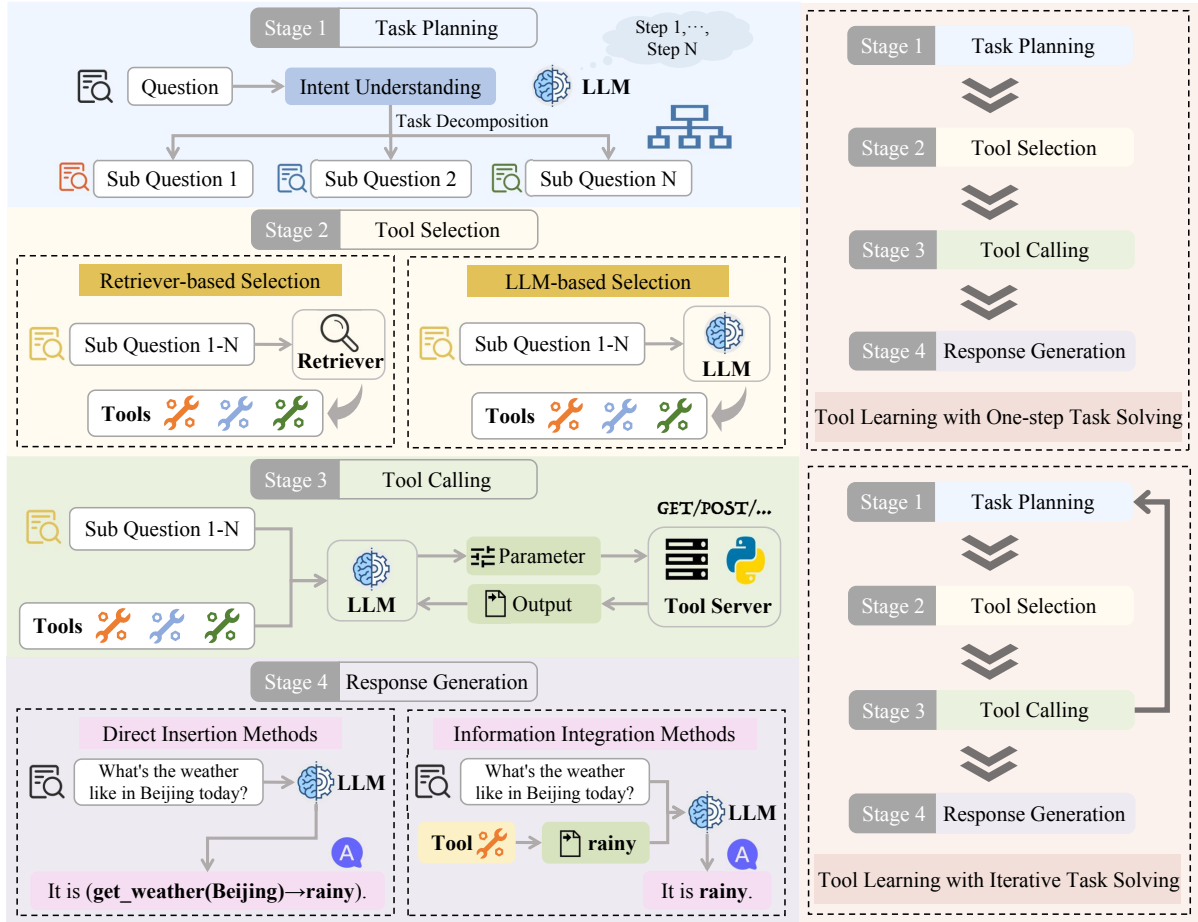 Stage 1 Task Planning
Step 1,⋯,
Step N
Question
Intent Understanding
LLM
Task Decomposition
Sub Question 1
Sub Question 2
Sub Question N
Stage 2 Tool Selection
Retriever-based Selection
Sub Question 1-N
Retriever
Tools
LLM-based Selection
Sub Question 1-N
LLM
Tools
Stage 3 Tool Calling
Sub Question 1-N
Tools
LLM
Parameter
Output
GET/POST/...
Tool Server
Stage 4 Response Generation
Direct Insertion Methods
What's the weather
like in Beijing today?
LLM
A
It is (get_weather(Beijing)→rainy).
Information Integration Methods
What's the weather
like in Beijing today?
Tool
rainy
LLM
A
It is rainy.
Stage 1 Task Planning
Stage 2 Tool Selection
Stage 3 Tool Calling
Stage 4 Response Generation
Tool Learning with One-step Task Solving
Stage 1 Task Planning
Stage 2 Tool Selection
Stage 3 Tool Calling
Stage 4 Response Generation
Tool Learning with Iterative Task Solving